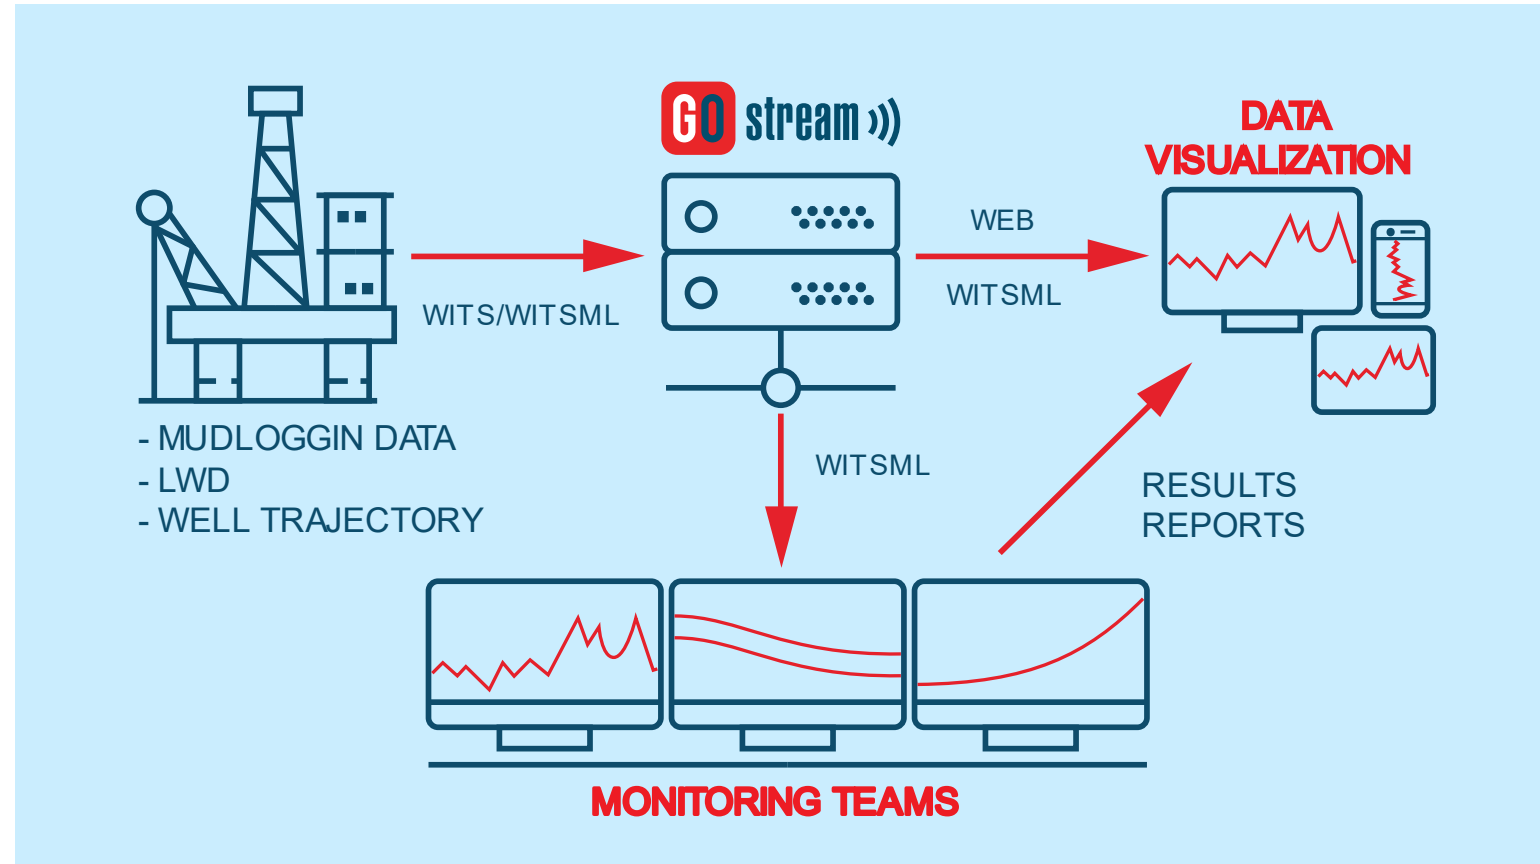 GO stream
DATA
VISUALIZATION
WEB
WITSML
WITS/WITSML
- MUDLOGGIN DATA
- LWD
- WELL TRAJECTORY
WITSML
RESULTS
REPORTS
MONITORING TEAMS